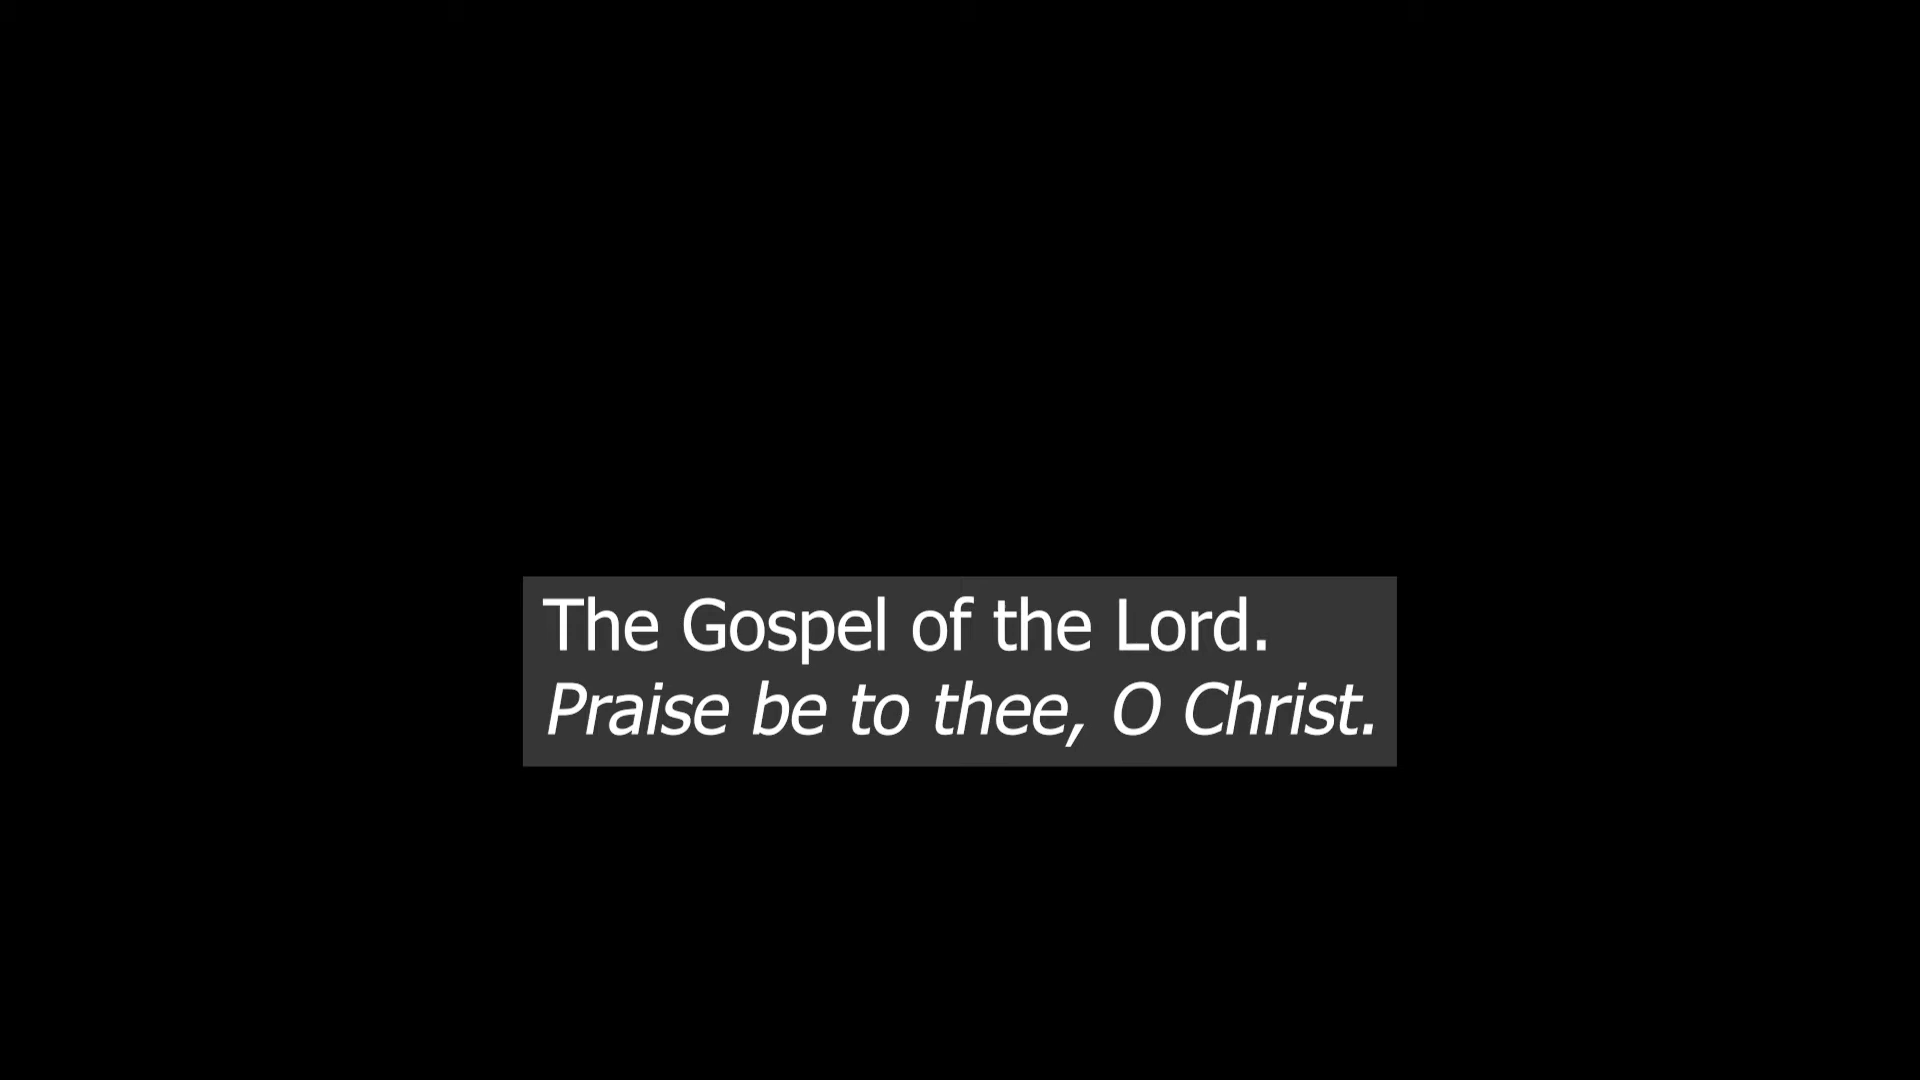 The Gospel of the Lord.
Praise be to thee, O Christ.